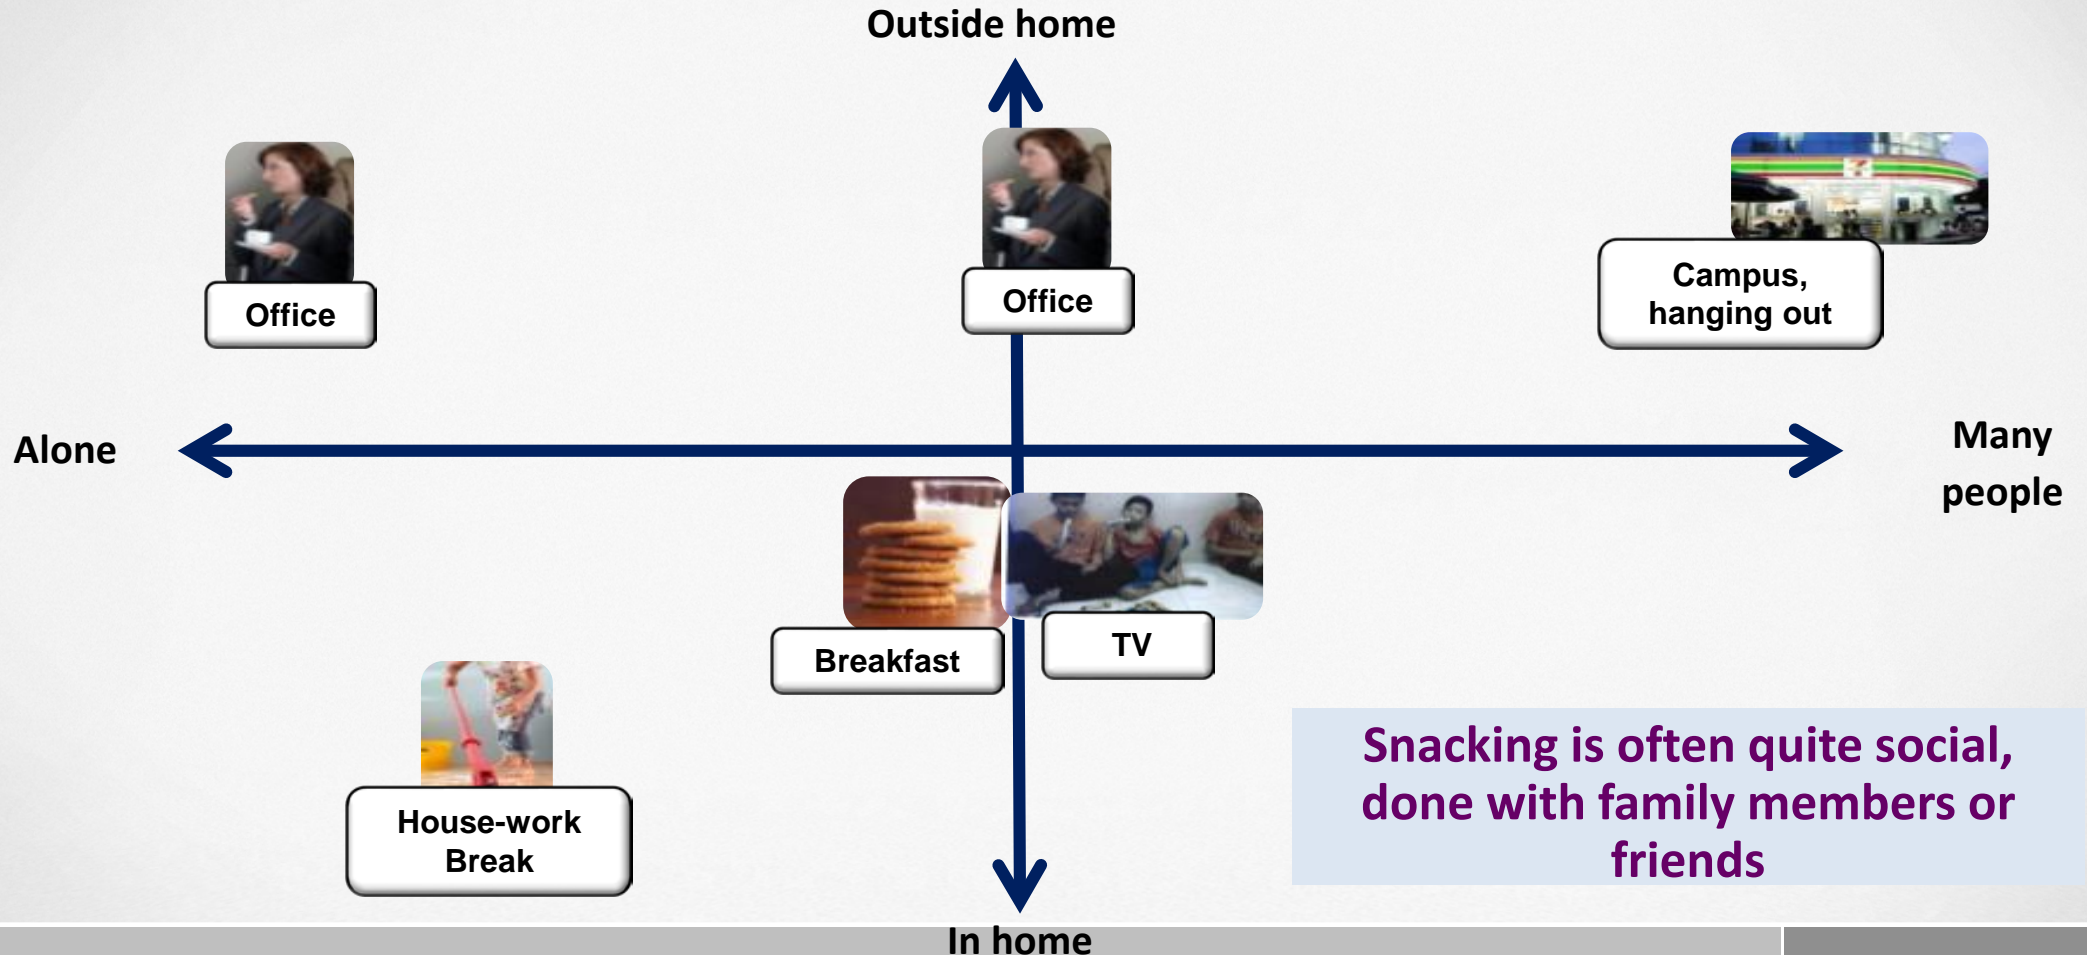 Outside home
Office
Office
Campus,
hanging out
7
Alone
Many
people
Breakfast
TV
House-work
Break
Snacking is often quite social,
done with family members or
friends
In home